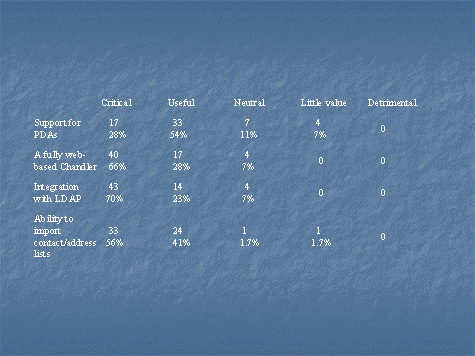 Critical Useful Neutral Little value Detrimental
Support for 17 33 7 4
PDAs 28% 54% 11% 7% 0
A fully web- 40 17 4
based Chandler 66% 28% 7% 0 0
Integration 43 14 4
with LDAP 70% 23% 7% 0 0
Ability to
import 33 24 1 1
contact/address 56% 41% 1.7% 1.7% 0
lists